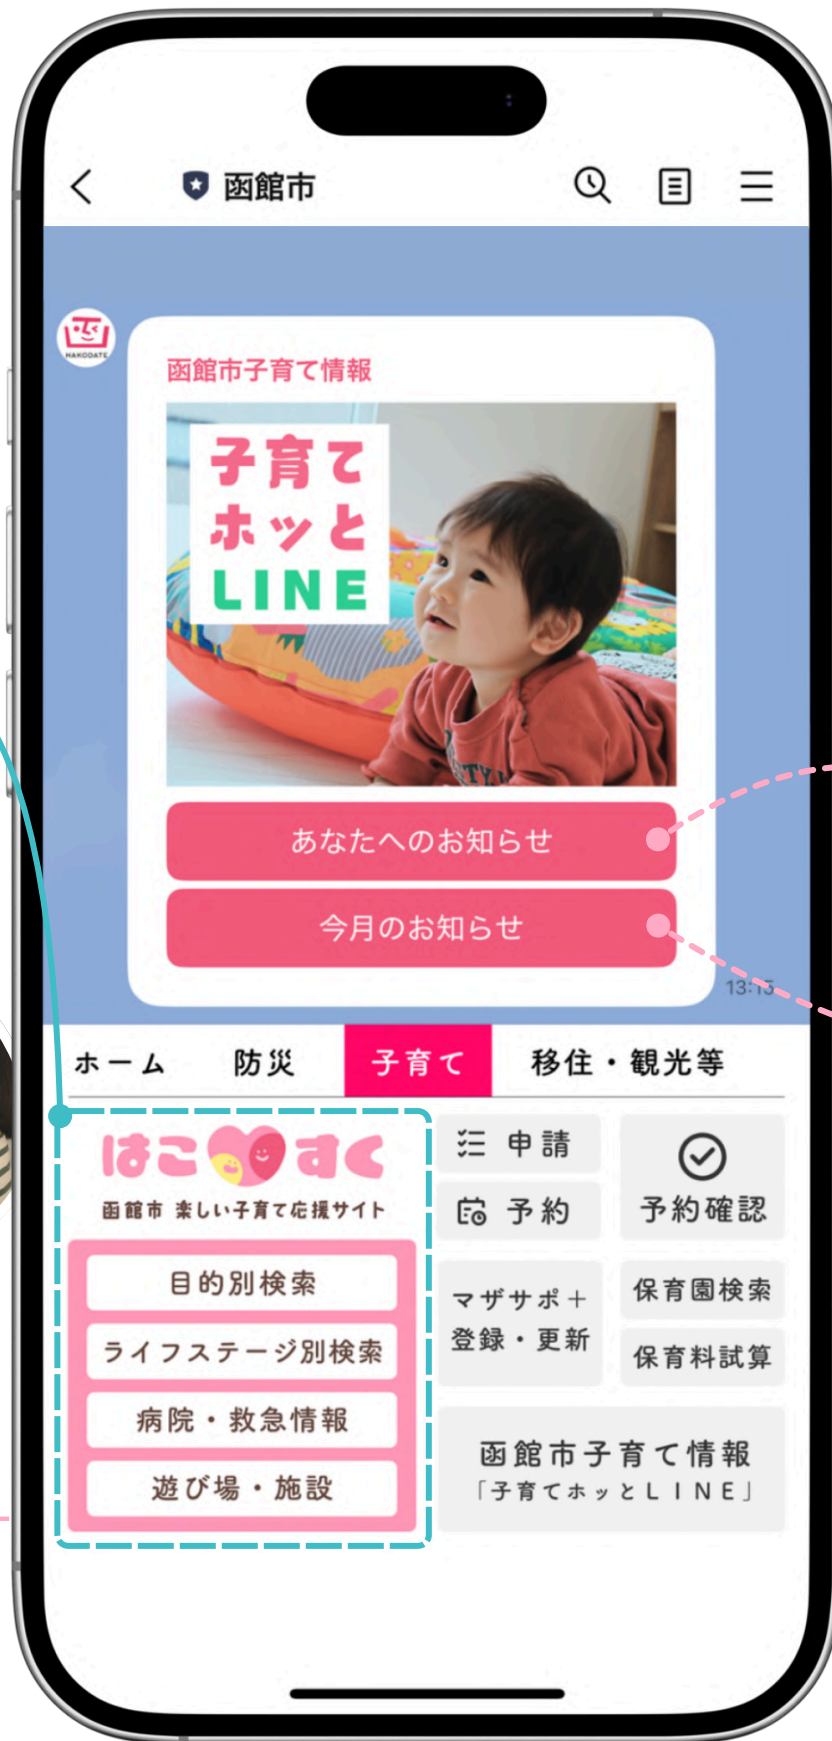 函館市
HAKODATE
函館市子育て情報
子育て
ホッと
LINE
あなたへのお知らせ
今月のお知らせ
13:15
ホーム
防災
子育て
移住・観光等
はこすく
函館市 楽しい子育て応援サイト
目的別検索
ライフステージ別検索
病院・救急情報
遊び場・施設
申請
予約
予約確認
マザサポ＋
登録・更新
保育園検索
保育料試算
函館市子育て情報
「子育てホッとLINE」